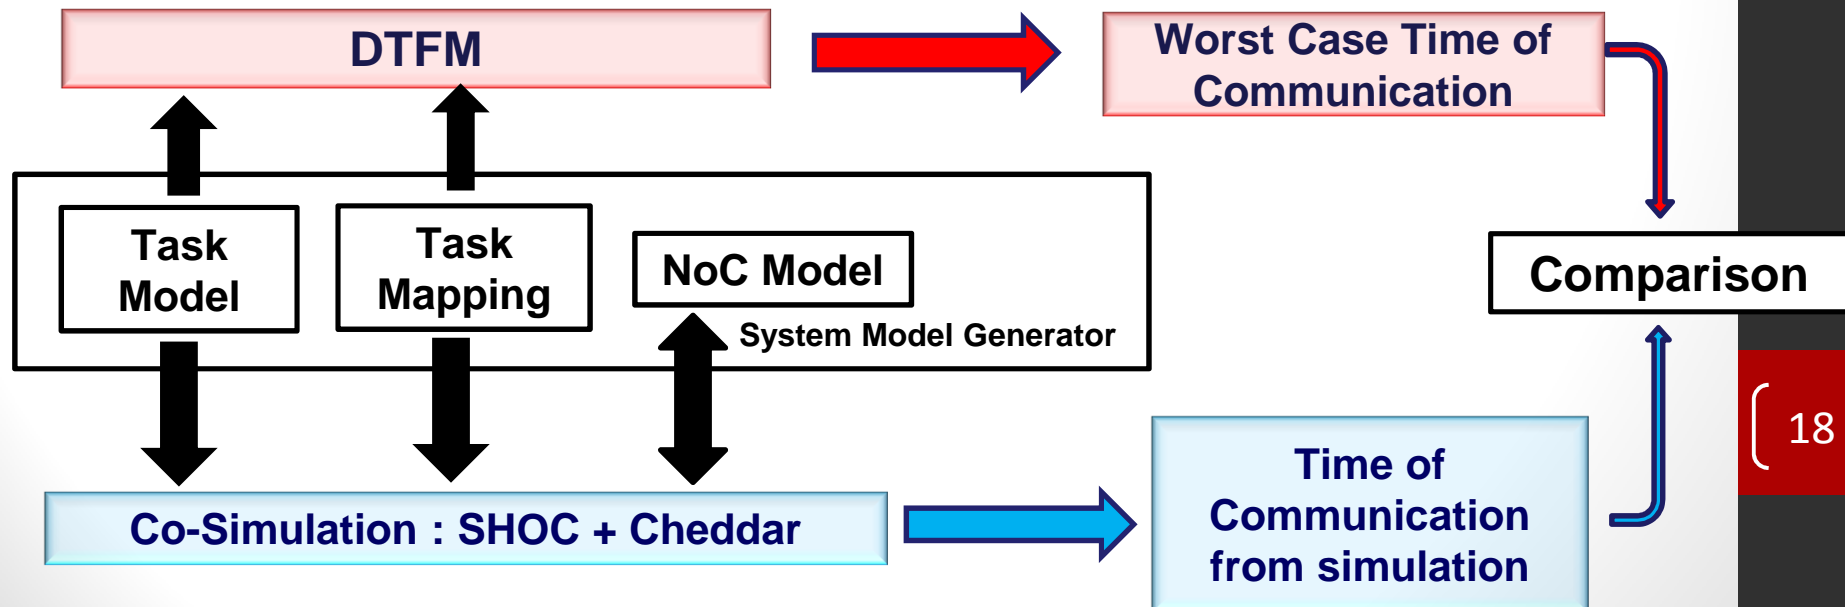 DTFM
Worst Case Time of
Communication
Task
Model
Task
Mapping
NoC Model
System Model Generator
Comparison
18
Co-Simulation : SHOC + Cheddar
Time of
Communication
from simulation